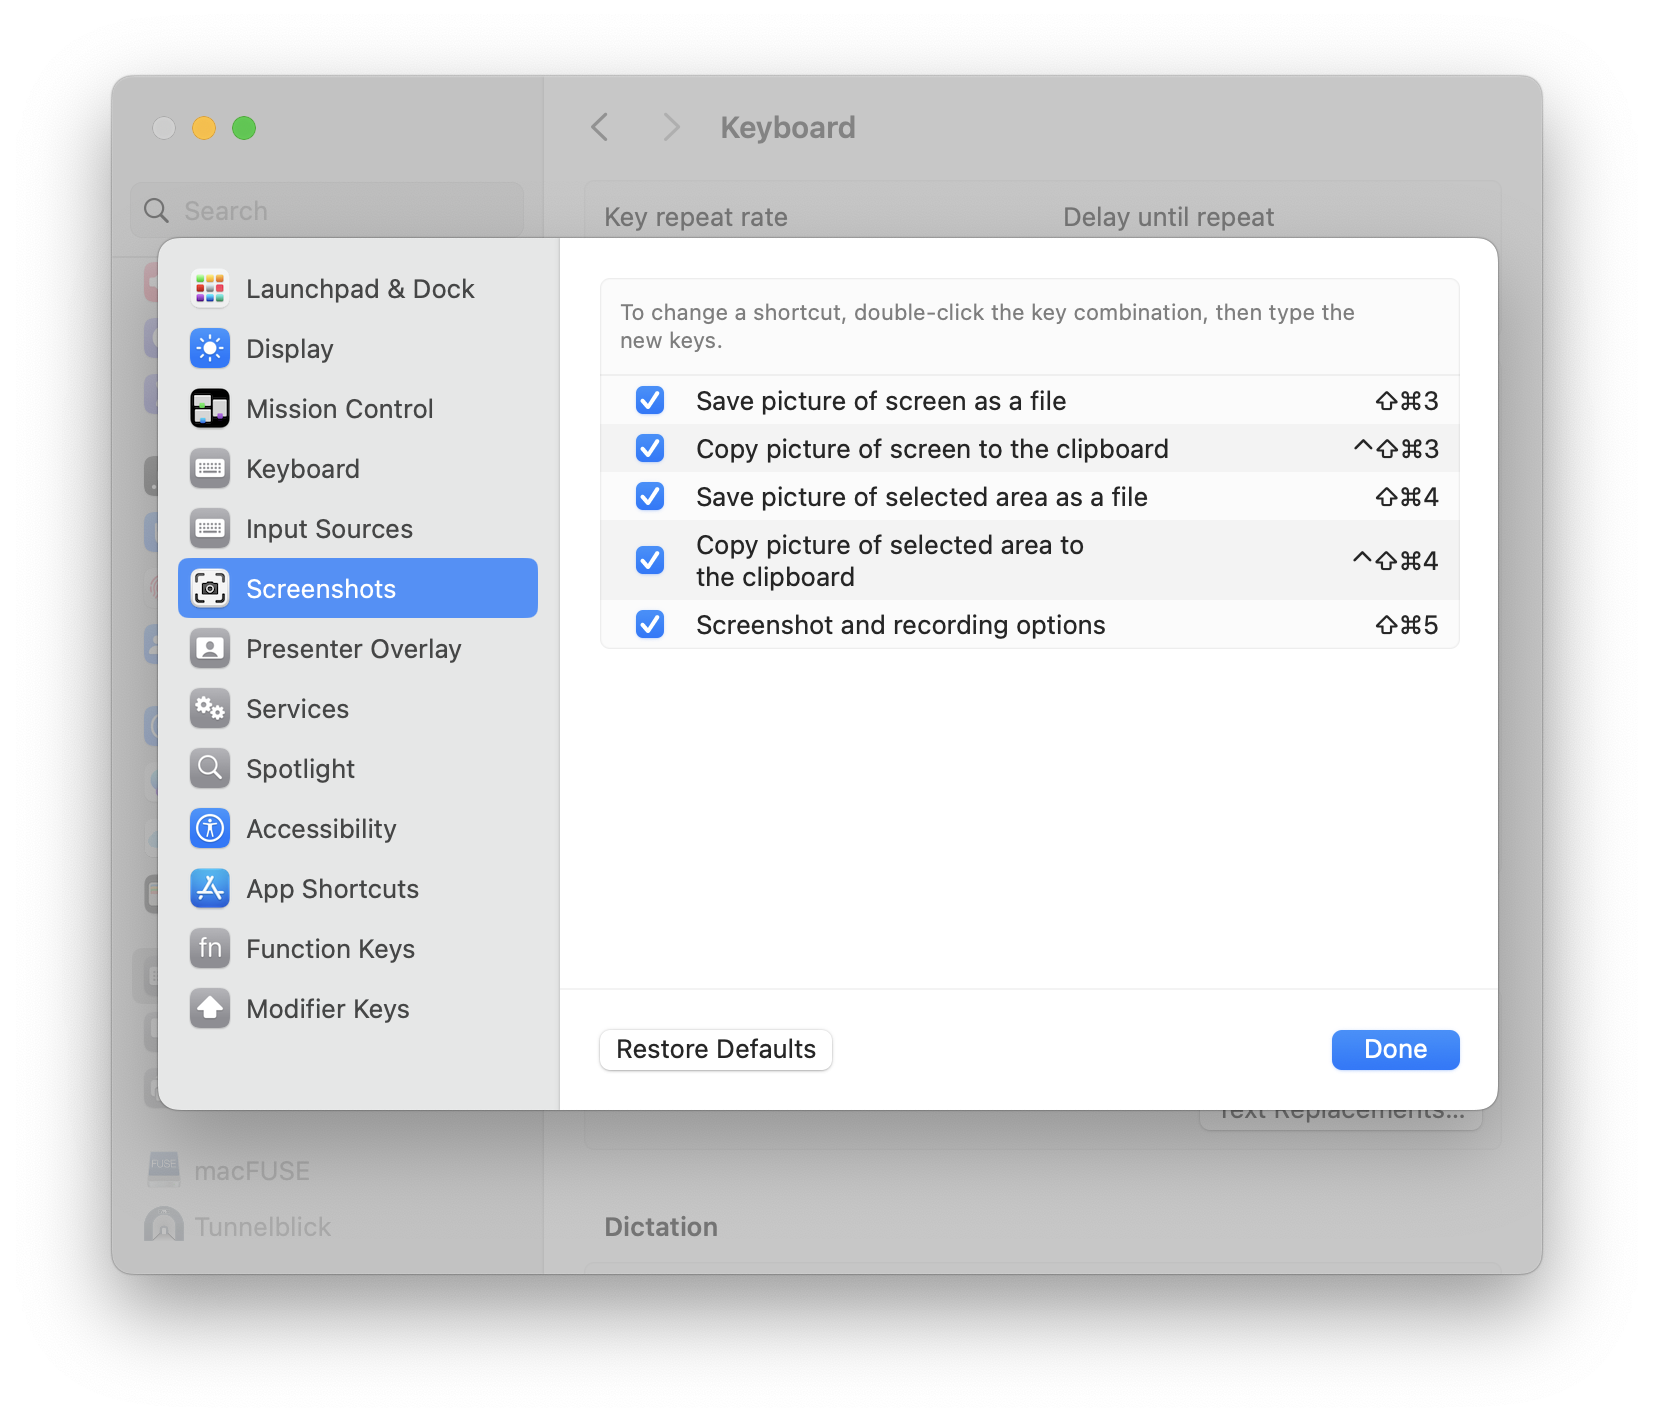 Keyboard
Search
Key repeat rate
Delay until repeat
Launchpad & Dock
Display
Mission Control
Keyboard
Input Sources
Screenshots
Presenter Overlay
Services
Spotlight
Accessibility
App Shortcuts
fn Function Keys
Modifier Keys
To change a shortcut, double-click the key combination, then type the
new keys.
Save picture of screen as a file ⇧⌘3
Copy picture of screen to the clipboard ^⇧⌘3
Save picture of selected area as a file ⇧⌘4
Copy picture of selected area to
the clipboard ^⇧⌘4
Screenshot and recording options ⇧⌘5
Restore Defaults
Done
Text Replacements...
FUSE macFUSE
Tunnelblick
Dictation